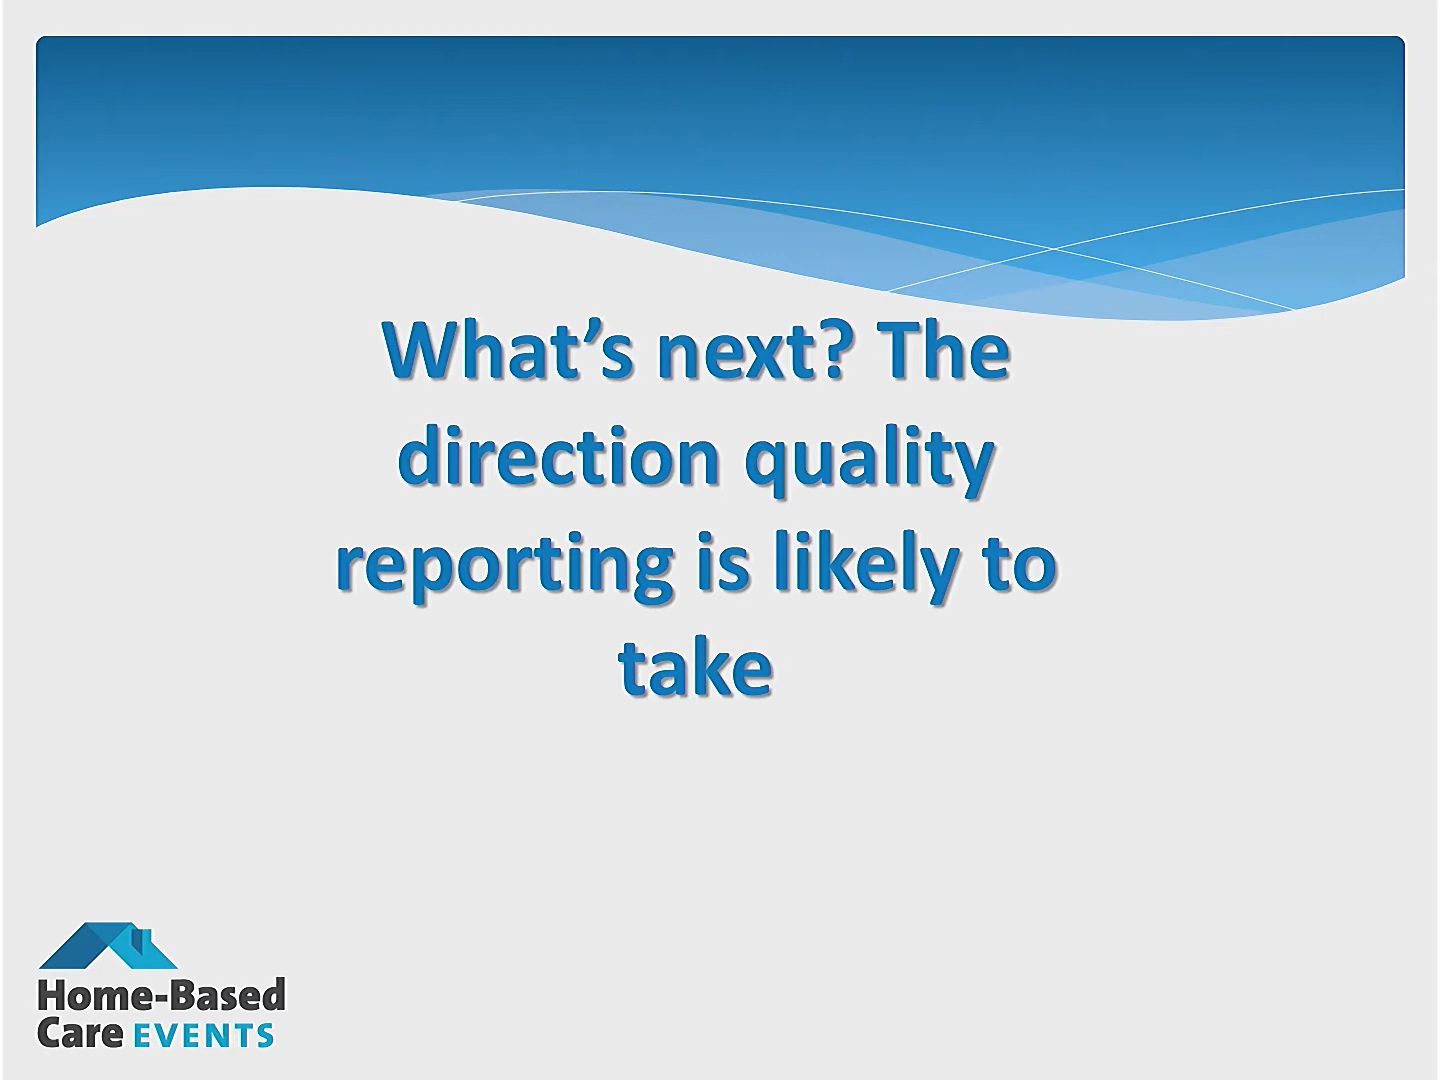 What’s next? The
direction quality
reporting is likely to
take
Home-Based
Care EVENTS